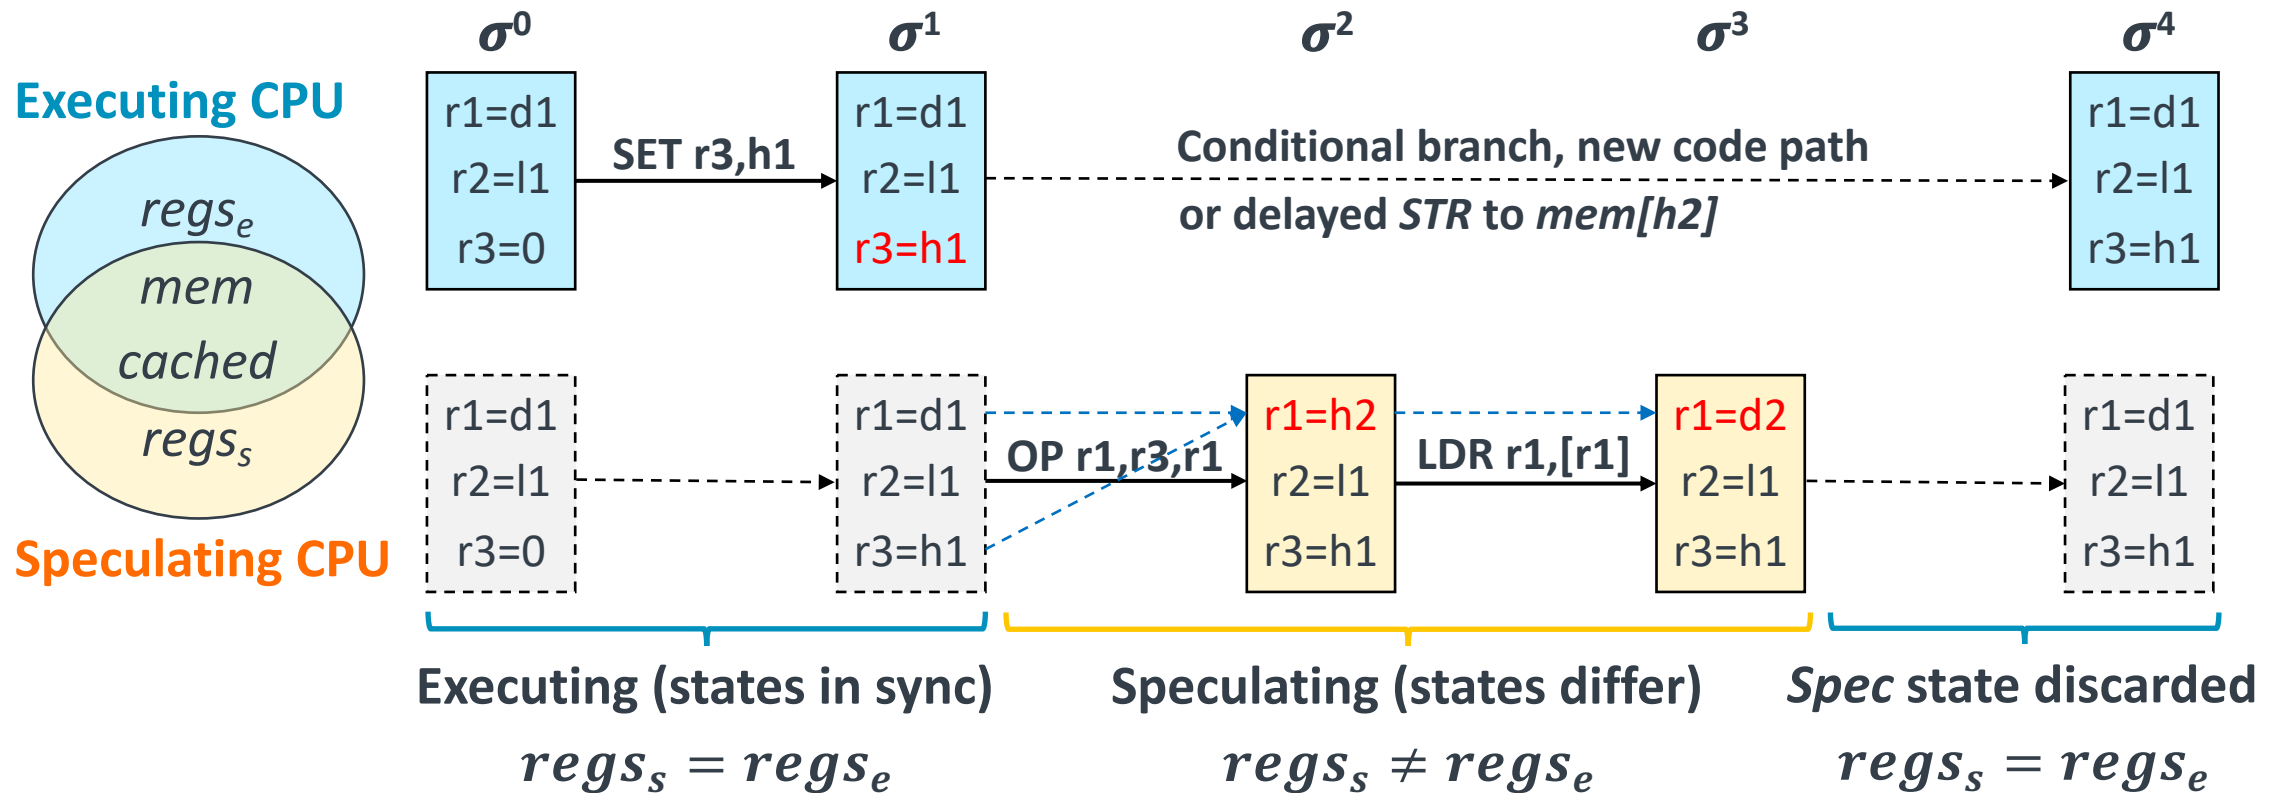 σ⁰ σ¹ σ² σ³ σ⁴
Executing CPU
regsₑ
mem
cached
regsₛ
Speculating CPU
r1=d1
r2=l1
r3=0
SET r3,h1
r1=d1
r2=l1
r3=h1
Conditional branch, new code path
or delayed STR to mem[h2]
r1=d1
r2=l1
r3=h1
r1=d1
r2=l1
r3=0
r1=d1
r2=l1
r3=h1
OP r1,r3,r1
r1=h2
r2=l1
r3=h1
LDR r1,[r1]
r1=d2
r2=l1
r3=h1
r1=d1
r2=l1
r3=h1
Executing (states in sync)
regsₛ = regsₑ
Speculating (states differ)
regsₛ ≠ regsₑ
Spec state discarded
regsₛ = regsₑ